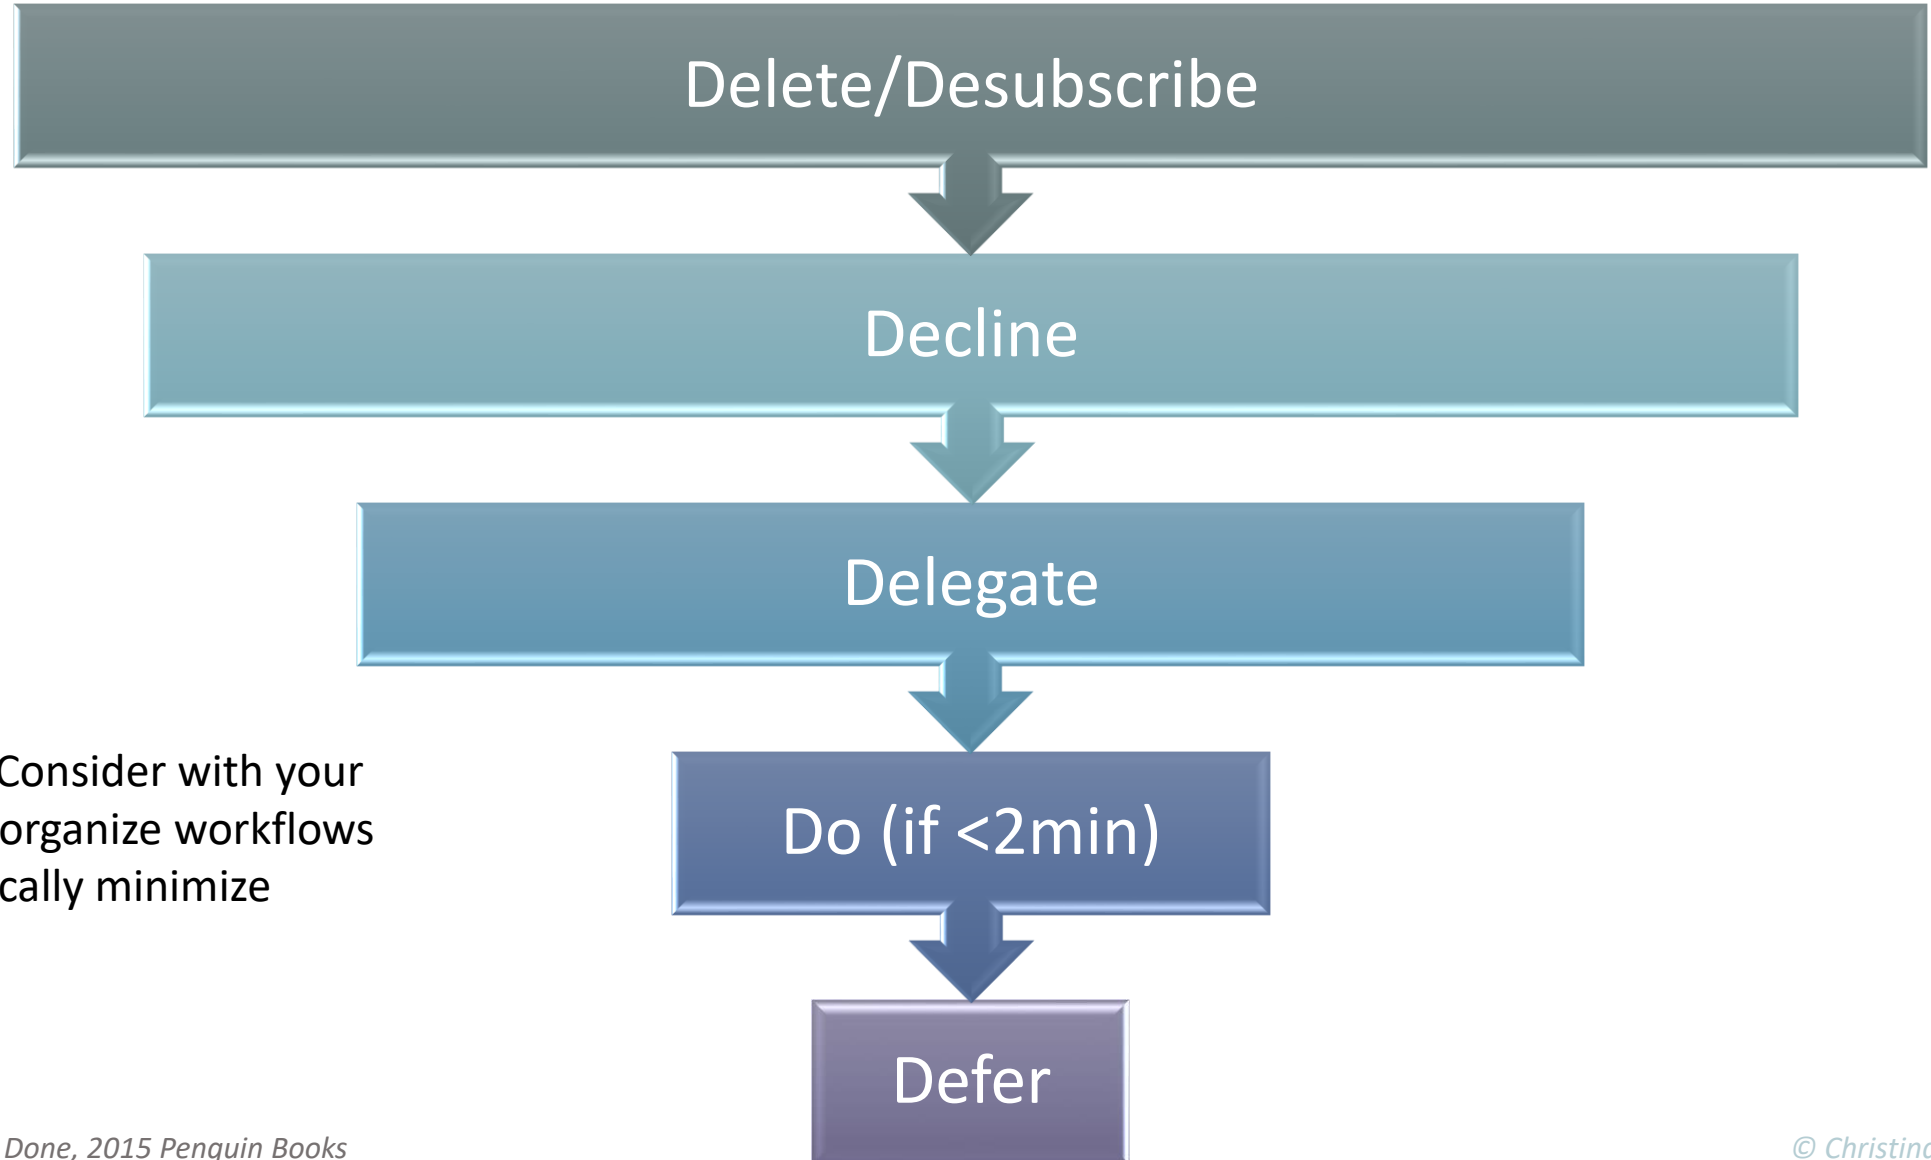 Delete/Desubscribe
Decline
Delegate
Consider with your
organize workflows
cally minimize
Do (if <2min)
Defer
Done, 2015 Penguin Books
© Christin